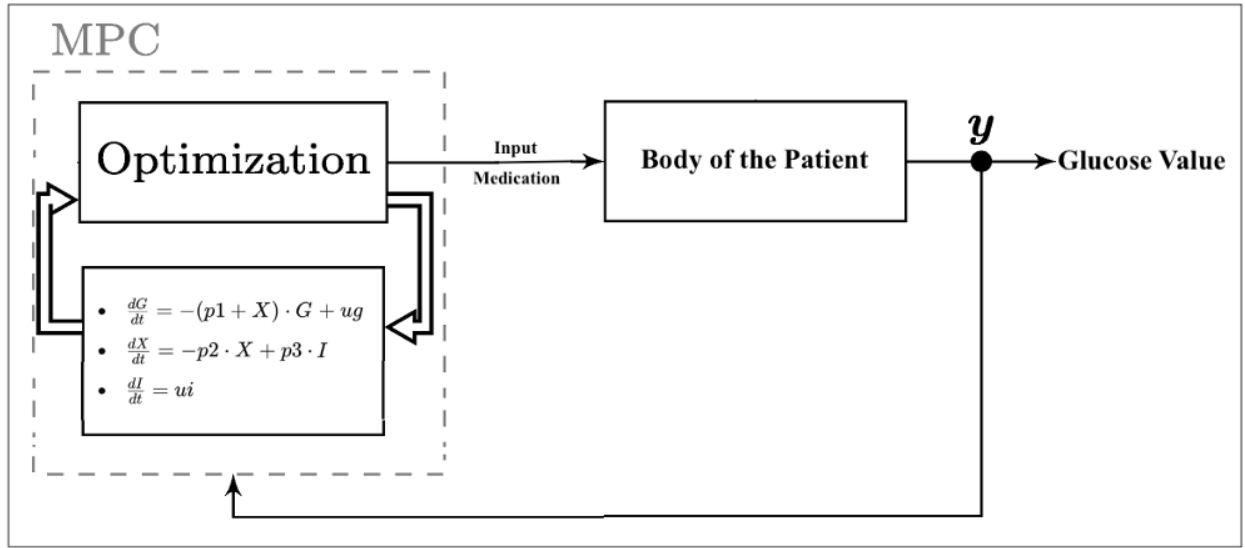 MPC
Optimization
Input
Medication
Body of the Patient
y
Glucose Value
• dG/dt = −(p1 + X) · G + ug
• dX/dt = −p2 · X + p3 · I
• dI/dt = ui